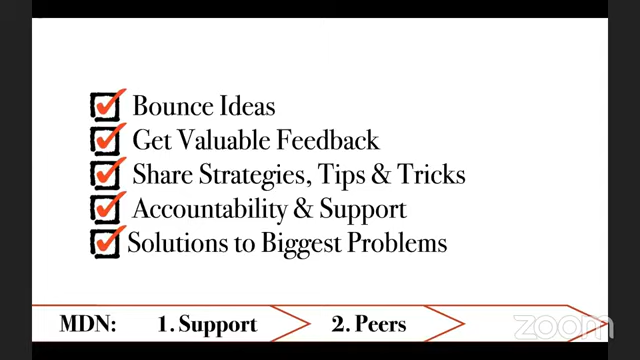 Bounce Ideas
Get Valuable Feedback
Share Strategies, Tips & Tricks
Accountability & Support
Solutions to Biggest Problems
MDN: 1. Support 2. Peers
zoom